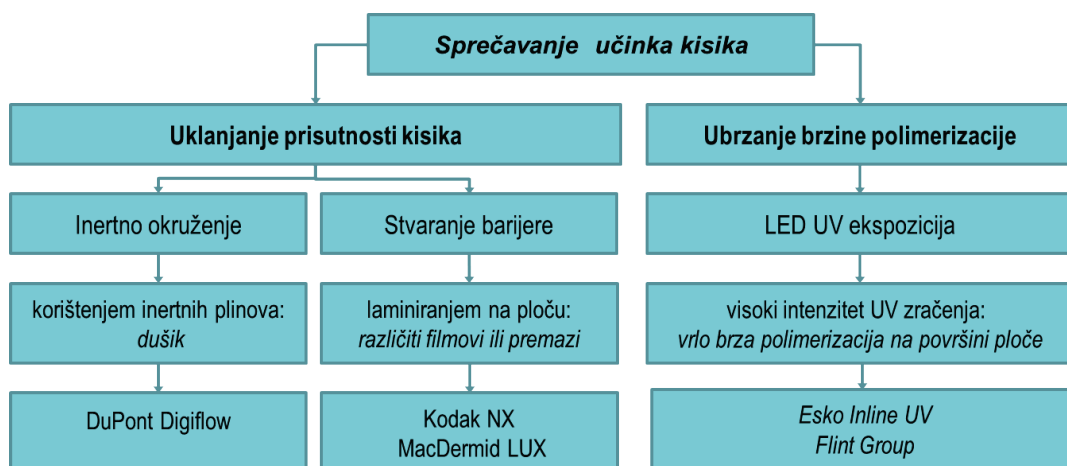 Sprečavanje učinka kisika
Uklanjanje prisutnosti kisika
Ubrzanje brzine polimerizacije
Inertno okruženje
Stvaranje barijere
LED UV ekspozicija
korištenjem inertnih plinova:
dušik
laminiranjem na ploču:
različiti filmovi ili premazi
visoki intenzitet UV zračenja:
vrlo brza polimerizacija na površini ploče
DuPont Digiflow
Kodak NX
MacDermid LUX
Esko Inline UV
Flint Group